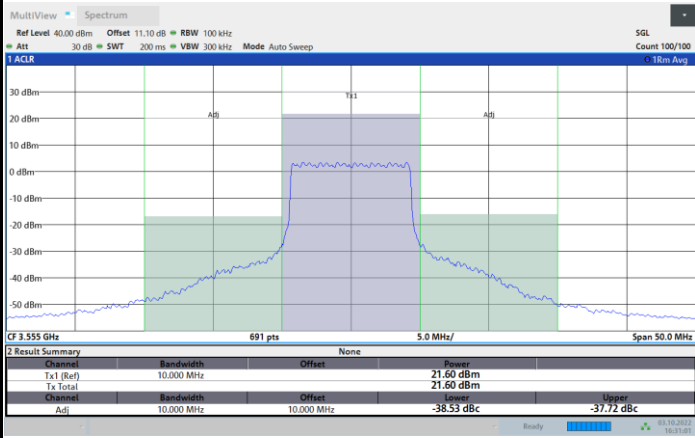 MultiView Spectrum
Ref Level 40.00 dBm Offset 11.10 dB RBW 100 kHz SGL
Att 30 dB SWT 200 ms VBW 300 kHz Mode Auto Sweep Count 100/100
1 ACLR 1Rm Avg
30 dBm
Tx1
20 dBm
Adj Adj
10 dBm
0 dBm
-10 dBm
-20 dBm
-30 dBm
-40 dBm
-50 dBm
CF 3.555 GHz 691 pts 5.0 MHz/ Span 50.0 MHz
2 Result Summary None
Channel Bandwidth Offset Power
Tx1 (Ref) 10.000 MHz 21.60 dBm
Tx Total 21.60 dBm
Channel Bandwidth Offset Lower Upper
Adj 10.000 MHz 10.000 MHz -38.53 dBc -37.72 dBc
Ready 03.10.2022
16:31:01